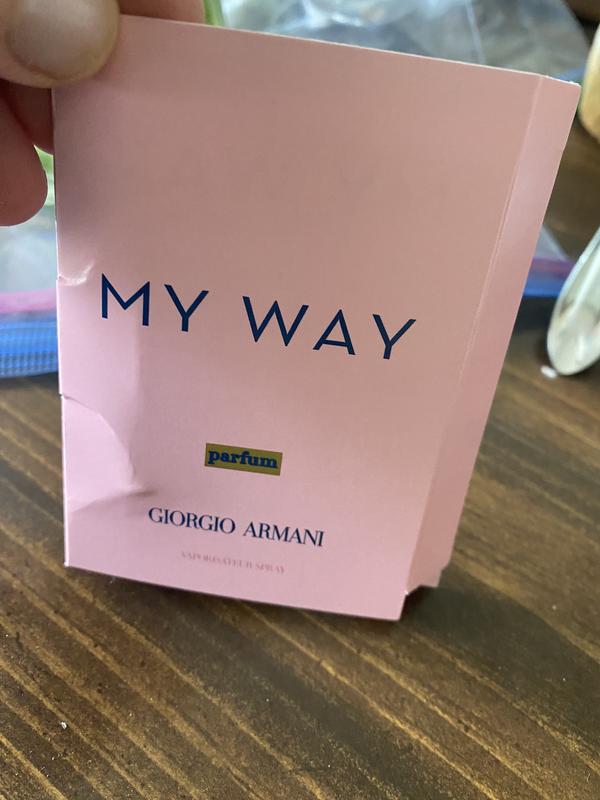 MY WAY
parfum
GIORGIO ARMANI
VAPORISATEUR SPRAY